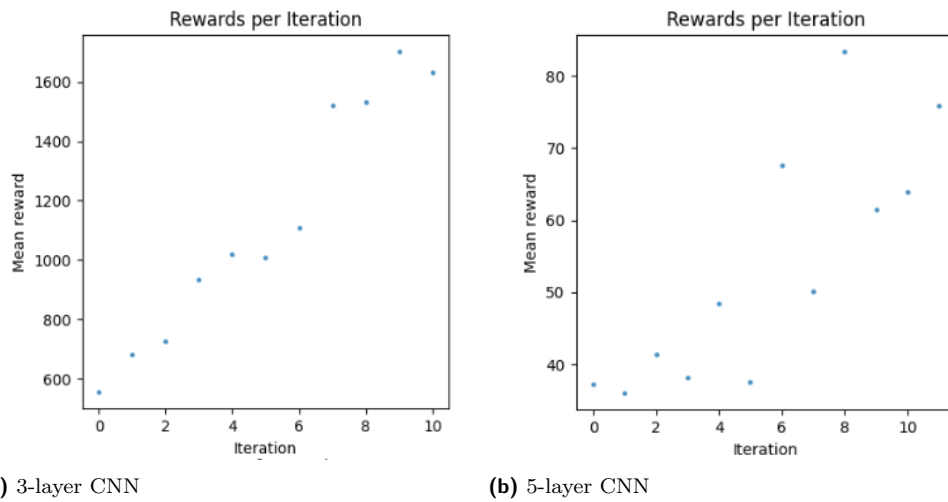 Rewards per Iteration
1600
1400
1200
1000
800
600
Mean reward
0 2 4 6 8 10
Iteration
) 3-layer CNN
Rewards per Iteration
80
70
60
50
40
Mean reward
0 2 4 6 8 10
Iteration
(b) 5-layer CNN